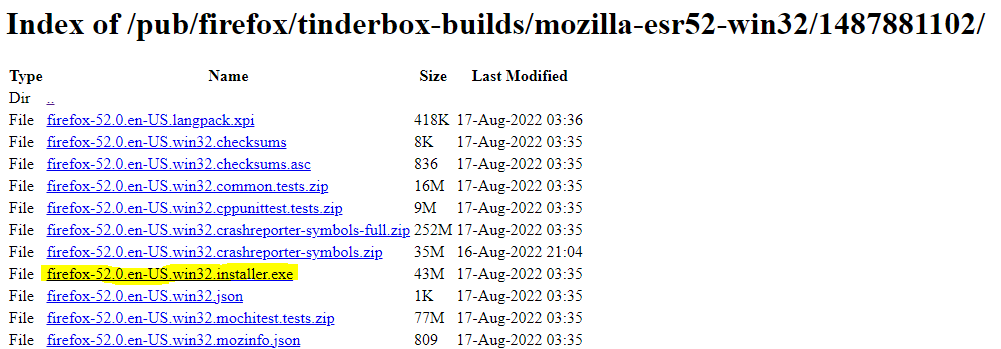 Index of /pub/firefox/tinderbox-builds/mozilla-esr52-win32/1487881102/
Type Name Size Last Modified
Dir ..
File firefox-52.0.en-US.langpack.xpi 418K 17-Aug-2022 03:36
File firefox-52.0.en-US.win32.checksums 8K 17-Aug-2022 03:35
File firefox-52.0.en-US.win32.checksums.asc 836 17-Aug-2022 03:35
File firefox-52.0.en-US.win32.common.tests.zip 16M 17-Aug-2022 03:35
File firefox-52.0.en-US.win32.cppunittest.tests.zip 9M 17-Aug-2022 03:35
File firefox-52.0.en-US.win32.crashreporter-symbols-full.zip 252M 17-Aug-2022 03:35
File firefox-52.0.en-US.win32.crashreporter-symbols.zip 35M 16-Aug-2022 21:04
File firefox-52.0.en-US.win32.installer.exe 43M 17-Aug-2022 03:35
File firefox-52.0.en-US.win32.json 1K 17-Aug-2022 03:35
File firefox-52.0.en-US.win32.mochitest.tests.zip 77M 17-Aug-2022 03:35
File firefox-52.0.en-US.win32.mozinfo.json 809 17-Aug-2022 03:35